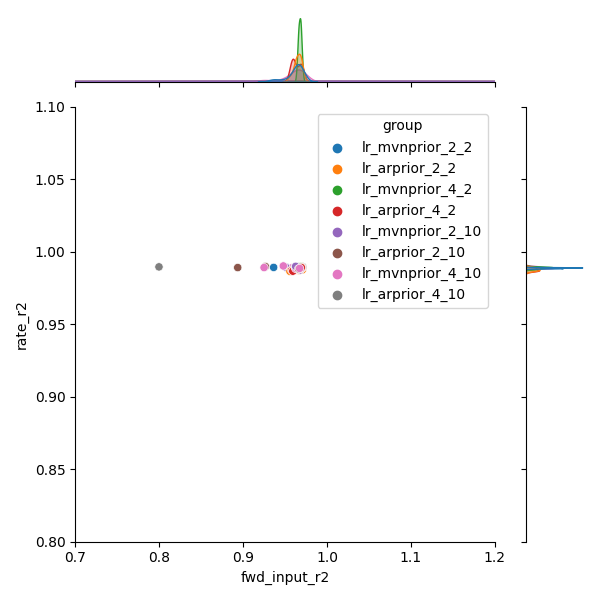 group
lr_mvnprior_2_2
lr_arprior_2_2
lr_mvnprior_4_2
lr_arprior_4_2
lr_mvnprior_2_10
lr_arprior_2_10
lr_mvnprior_4_10
lr_arprior_4_10
1.10
1.05
1.00
0.95
0.90
0.85
0.80
rate_r2
0.7 0.8 0.9 1.0 1.1 1.2
fwd_input_r2